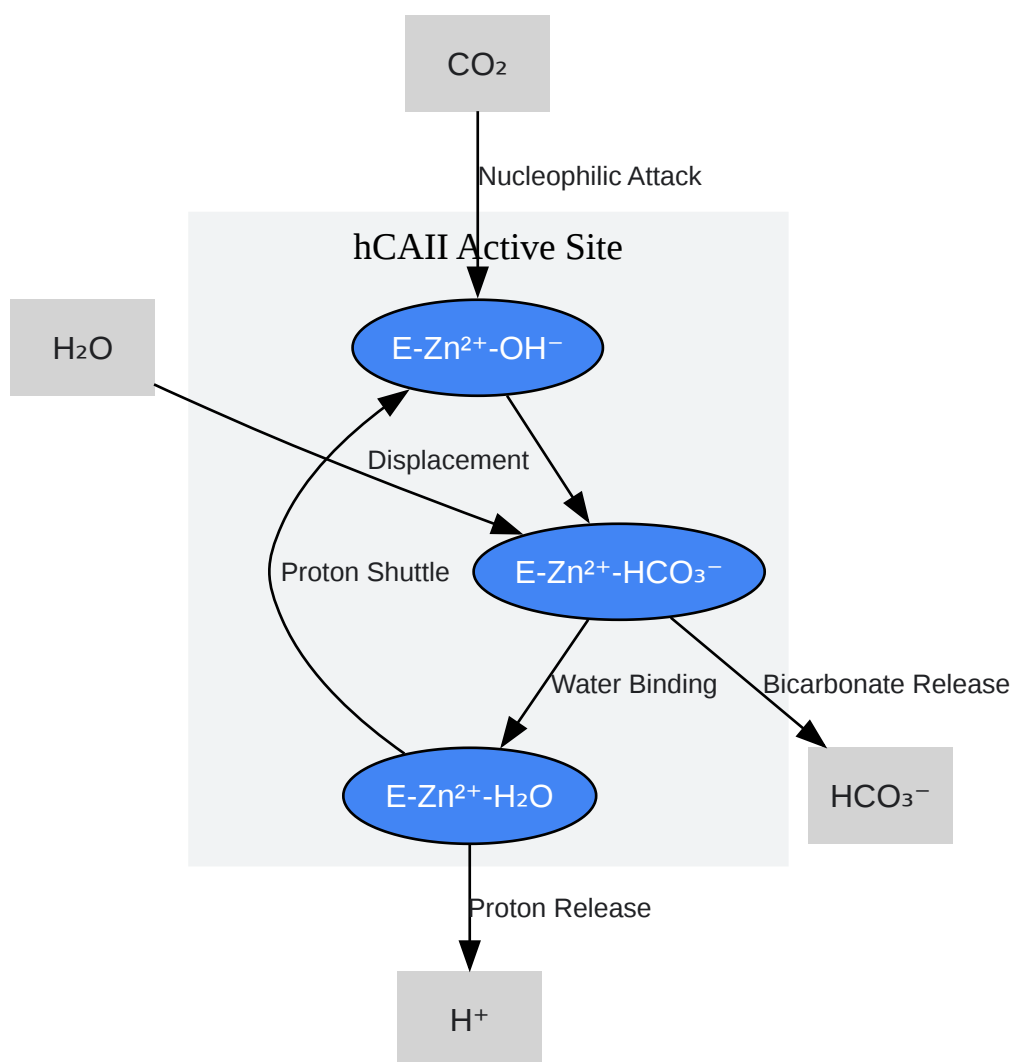 CO₂
Nucleophilic Attack
hCAII Active Site
H₂O
E-Zn²⁺-OH⁻
Displacement
Proton Shuttle
E-Zn²⁺-HCO₃⁻
Water Binding
Bicarbonate Release
E-Zn²⁺-H₂O
HCO₃⁻
Proton Release
H⁺